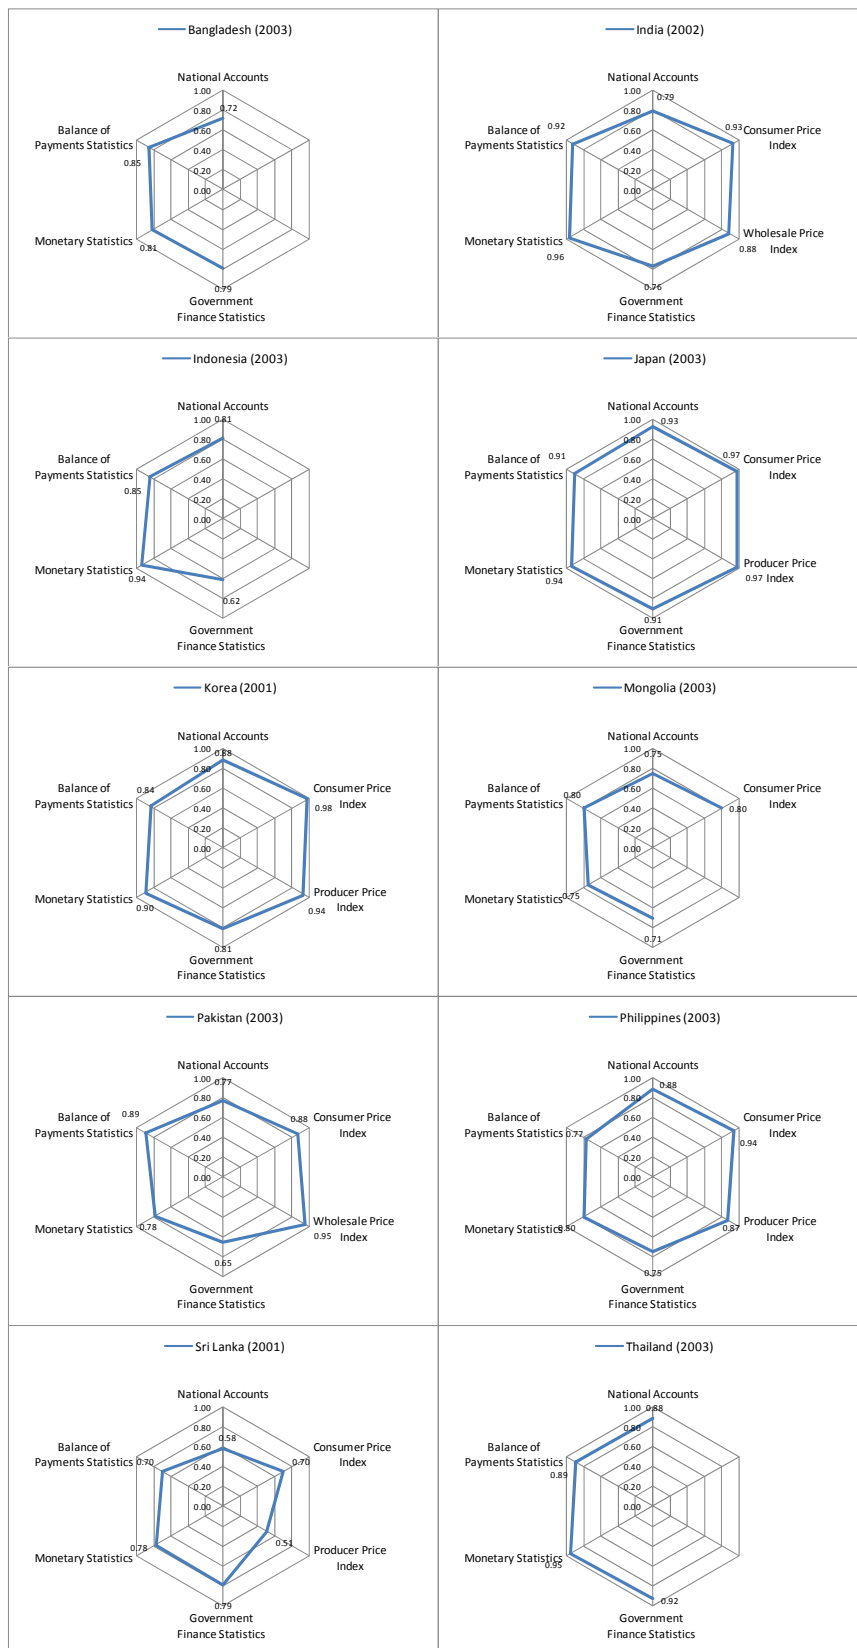 Bangladesh (2003)
National Accounts
1.00
0.72
0.80
0.60
0.40
0.20
0.00
Balance of
Payments Statistics
0.85
Monetary Statistics
0.81
0.79
Government
Finance Statistics
India (2002)
National Accounts
1.00
0.79
0.80
0.60
0.40
0.20
0.00
0.92
Balance of
Payments Statistics
0.93
Consumer Price
Index
Monetary Statistics
0.96
Wholesale Price
Index
0.88
0.76
Government
Finance Statistics
Indonesia (2003)
National Accounts
1.00
0.81
0.80
0.60
0.40
0.20
0.00
Balance of
Payments Statistics
0.85
Monetary Statistics
0.94
0.62
Government
Finance Statistics
Japan (2003)
National Accounts
1.00
0.93
0.80
0.60
0.40
0.20
0.00
0.91
Balance of
Payments Statistics
0.97
Consumer Price
Index
Monetary Statistics
0.94
Producer Price
Index
0.97
0.91
Government
Finance Statistics
Korea (2001)
National Accounts
1.00
0.88
0.80
0.60
0.40
0.20
0.00
0.84
Balance of
Payments Statistics
Consumer Price
Index
0.98
Monetary Statistics
0.90
Producer Price
Index
0.94
0.81
Government
Finance Statistics
Mongolia (2003)
National Accounts
1.00
0.75
0.80
0.60
0.40
0.20
0.00
0.80
Balance of
Payments Statistics
Consumer Price
Index
0.80
Monetary Statistics
0.75
0.71
Government
Finance Statistics
Pakistan (2003)
National Accounts
1.00
0.77
0.80
0.60
0.40
0.20
0.00
0.89
Balance of
Payments Statistics
0.88
Consumer Price
Index
Monetary Statistics
0.78
Wholesale Price
Index
0.95
0.65
Government
Finance Statistics
Philippines (2003)
National Accounts
1.00
0.88
0.80
0.60
0.40
0.20
0.00
Balance of
Payments Statistics
0.77
Consumer Price
Index
0.94
Monetary Statistics
0.80
Producer Price
Index
0.87
0.75
Government
Finance Statistics
Sri Lanka (2001)
National Accounts
1.00
0.80
0.58
0.60
0.40
0.20
0.00
Balance of
Payments Statistics
0.70
Consumer Price
Index
0.70
Monetary Statistics
0.78
Producer Price
Index
0.51
0.79
Government
Finance Statistics
Thailand (2003)
National Accounts
1.00
0.88
0.80
0.60
0.40
0.20
0.00
Balance of
Payments Statistics
0.89
Monetary Statistics
0.95
0.92
Government
Finance Statistics